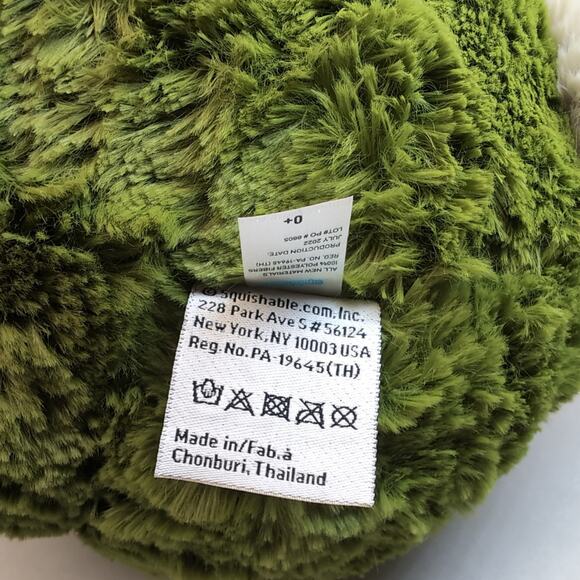 0+
LOT# PO # 6605
JULY 2022
PRODUCTION DATE:
REG. NO. PA-19645 (TH)
100% POLYESTER FIBERS
ALL NEW MATERIALS
© Squishable.com, Inc.
228 Park Ave S # 56124
New York, NY 10003 USA
Reg. No. PA-19645(TH)
Made in/Fab.à
Chonburi, Thailand